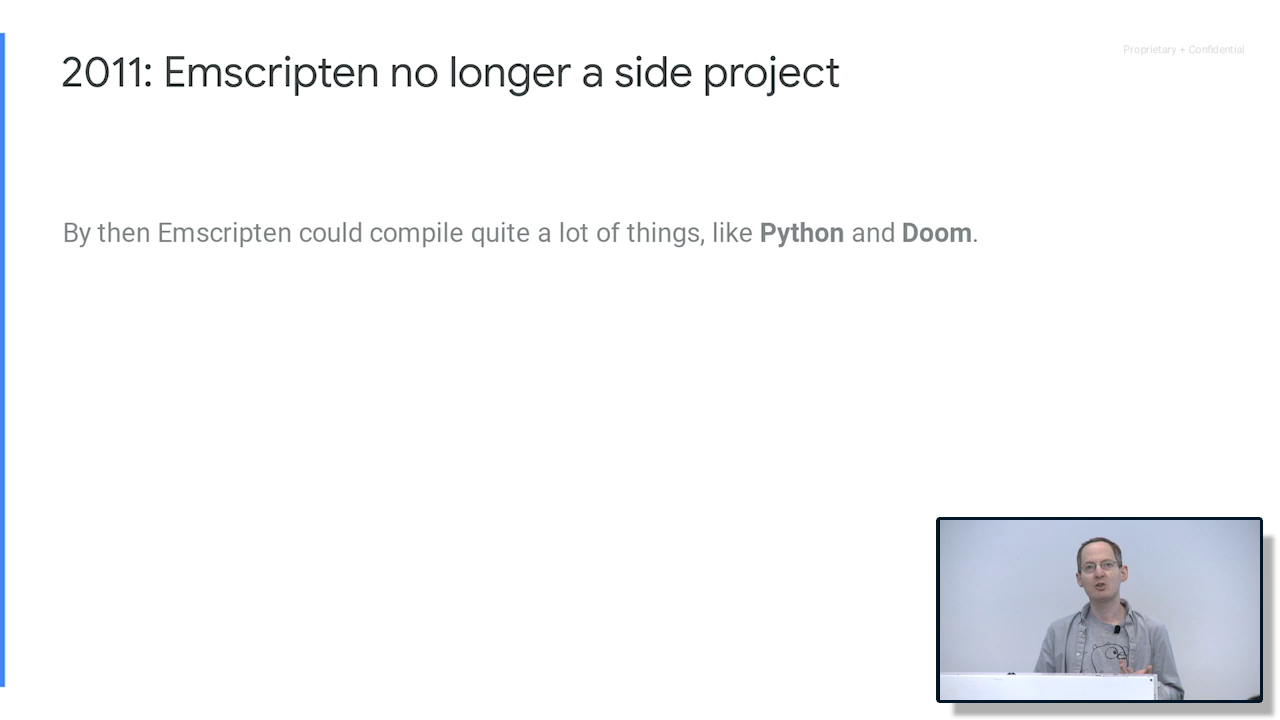 Proprietary + Confidential
2011: Emscripten no longer a side project
By then Emscripten could compile quite a lot of things, like Python and Doom.